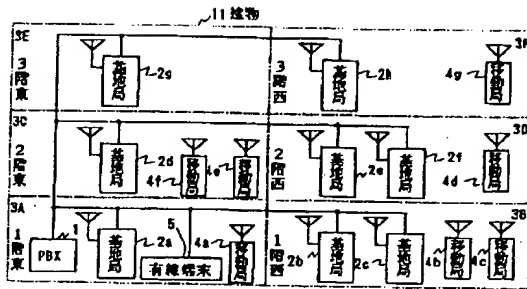 11 建物
3E
3階東
基地局
2g
3階西
基地局
2h
移動局
4g
3F
3C
2階東
基地局
2d
移動局
4f
移動局
4e
2階西
基地局
2e
基地局
2f
移動局
4d
3D
3A
1階東
1
PBX
基地局
2a
5
有線端末
移動局
4a
1階西
基地局
2b
基地局
2c
移動局
4b
移動局
4c
3B